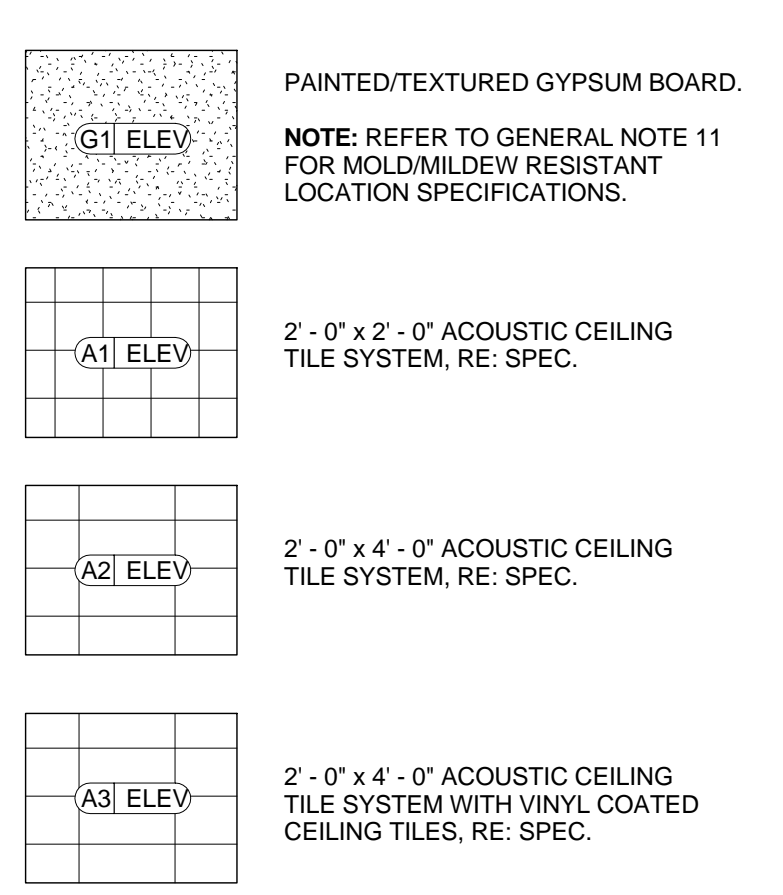 G1 ELEV
PAINTED/TEXTURED GYPSUM BOARD.
NOTE: REFER TO GENERAL NOTE 11
FOR MOLD/MILDEW RESISTANT
LOCATION SPECIFICATIONS.
A1 ELEV
2' - 0" x 2' - 0" ACOUSTIC CEILING
TILE SYSTEM, RE: SPEC.
A2 ELEV
2' - 0" x 4' - 0" ACOUSTIC CEILING
TILE SYSTEM, RE: SPEC.
A3 ELEV
2' - 0" x 4' - 0" ACOUSTIC CEILING
TILE SYSTEM WITH VINYL COATED
CEILING TILES, RE: SPEC.